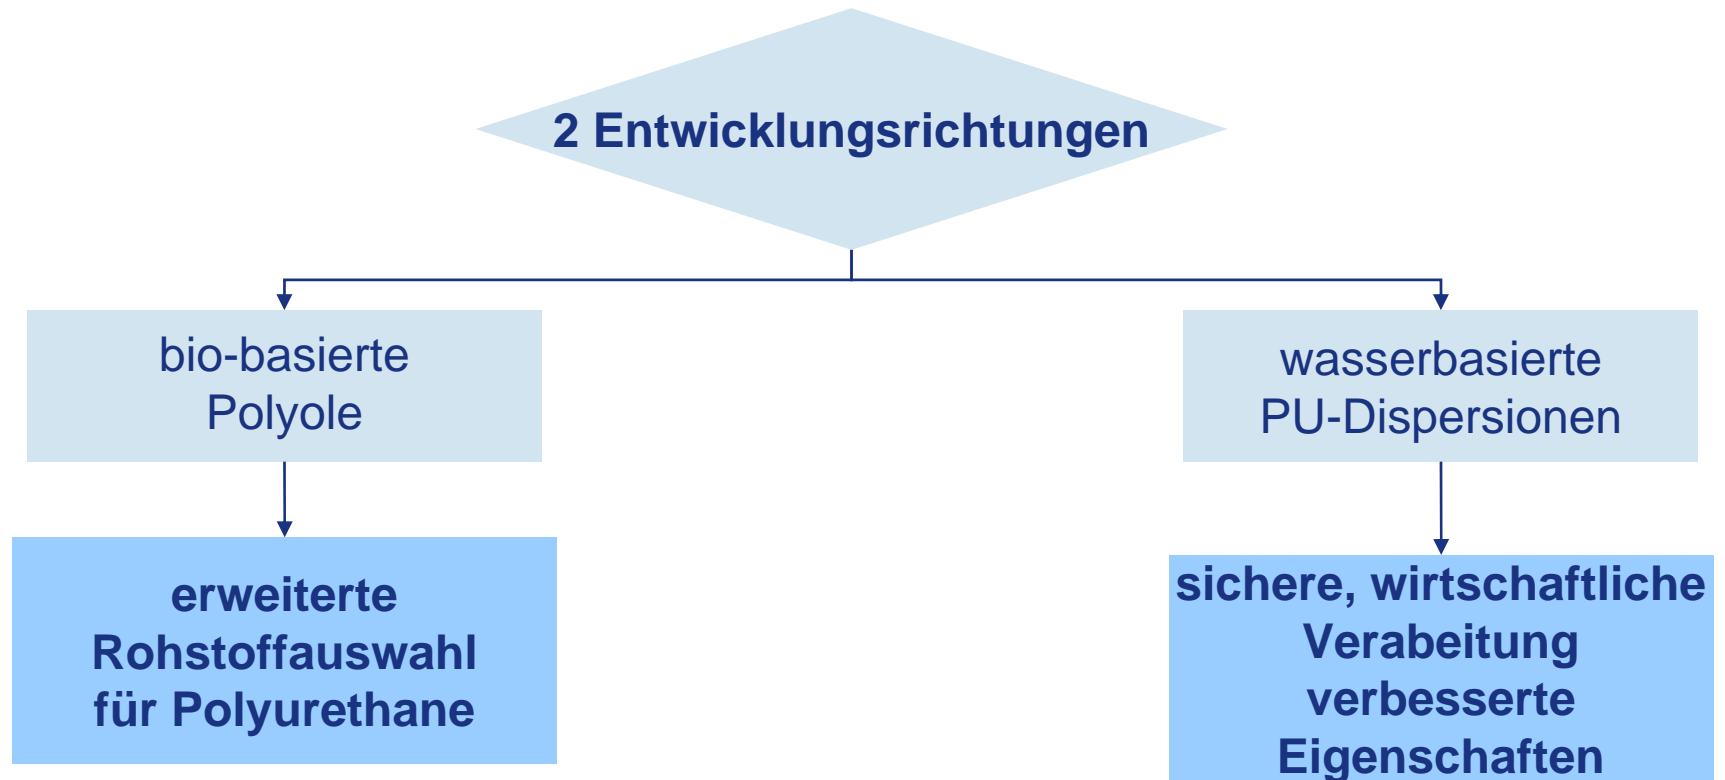 2 Entwicklungsrichtungen
bio-basierte
Polyole
wasserbasierte
PU-Dispersionen
erweiterte
Rohstoffauswahl
für Polyurethane
sichere, wirtschaftliche
Verabeitung
verbesserte
Eigenschaften